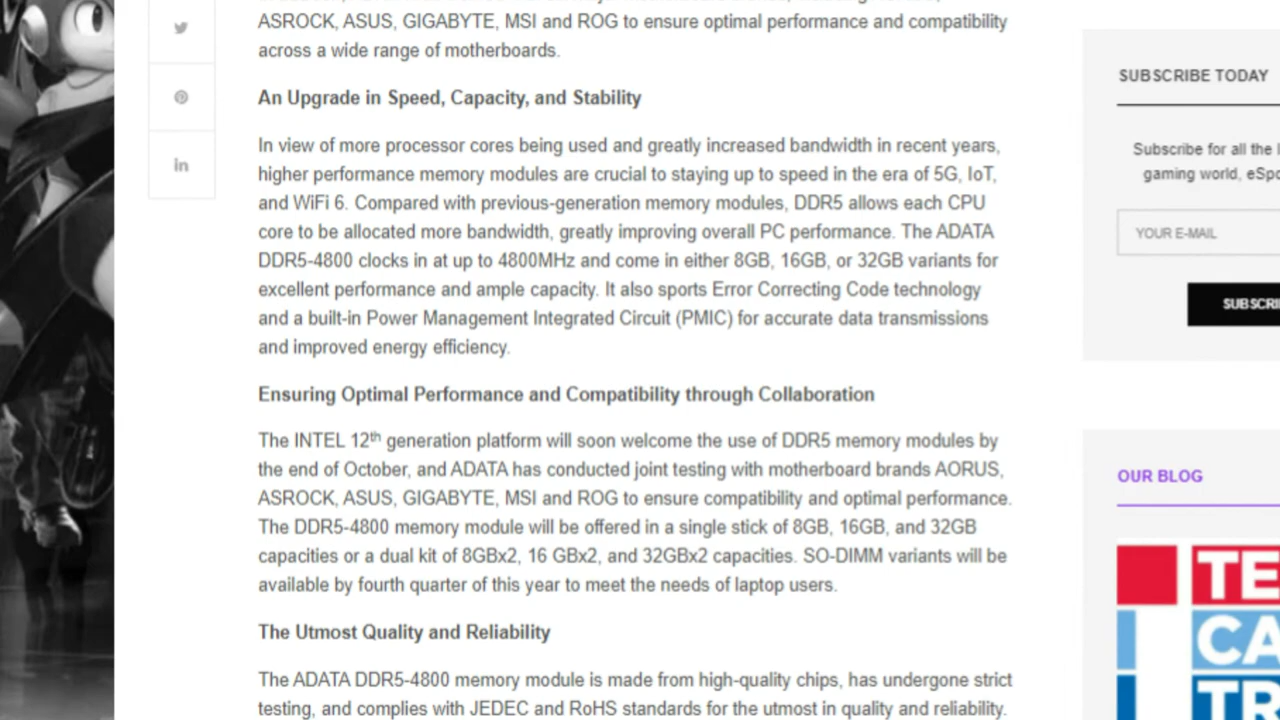 ASROCK, ASUS, GIGABYTE, MSI and ROG to ensure optimal performance and compatibility
across a wide range of motherboards.
An Upgrade in Speed, Capacity, and Stability
In view of more processor cores being used and greatly increased bandwidth in recent years,
higher performance memory modules are crucial to staying up to speed in the era of 5G, IoT,
and WiFi 6. Compared with previous-generation memory modules, DDR5 allows each CPU
core to be allocated more bandwidth, greatly improving overall PC performance. The ADATA
DDR5-4800 clocks in at up to 4800MHz and come in either 8GB, 16GB, or 32GB variants for
excellent performance and ample capacity. It also sports Error Correcting Code technology
and a built-in Power Management Integrated Circuit (PMIC) for accurate data transmissions
and improved energy efficiency.
Ensuring Optimal Performance and Compatibility through Collaboration
The INTEL 12th generation platform will soon welcome the use of DDR5 memory modules by
the end of October, and ADATA has conducted joint testing with motherboard brands AORUS,
ASROCK, ASUS, GIGABYTE, MSI and ROG to ensure compatibility and optimal performance.
The DDR5-4800 memory module will be offered in a single stick of 8GB, 16GB, and 32GB
capacities or a dual kit of 8GBx2, 16 GBx2, and 32GBx2 capacities. SO-DIMM variants will be
available by fourth quarter of this year to meet the needs of laptop users.
The Utmost Quality and Reliability
The ADATA DDR5-4800 memory module is made from high-quality chips, has undergone strict
testing, and complies with JEDEC and RoHS standards for the utmost in quality and reliability.
in
SUBSCRIBE TODAY
Subscribe for all the
gaming world,
YOUR E-MAIL
SUBSCRI
OUR BLOG
TE
CA
TR